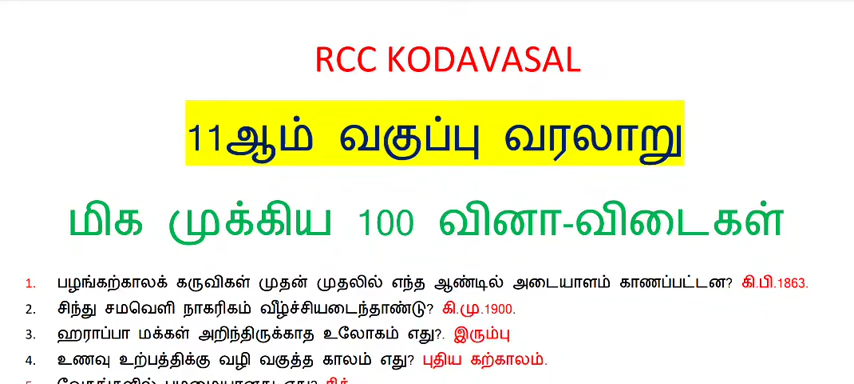 RCC KODAVASAL
11ஆம் வகுப்பு வரலாறு
மிக முக்கிய 100 வினா-விடைகள்
1. பழங்கற்காலக் கருவிகள் முதன் முதலில் எந்த ஆண்டில் அடையாளம் காணப்பட்டன? கி.பி.1863.
2. சிந்து சமவெளி நாகரிகம் வீழ்ச்சியடைந்தாண்டு? கி.மு.1900.
3. ஹராப்பா மக்கள் அறிந்திருக்காத உலோகம் எது?. இரும்பு
4. உணவு உற்பத்திக்கு வழி வகுத்த காலம் எது? புதிய கற்காலம்.